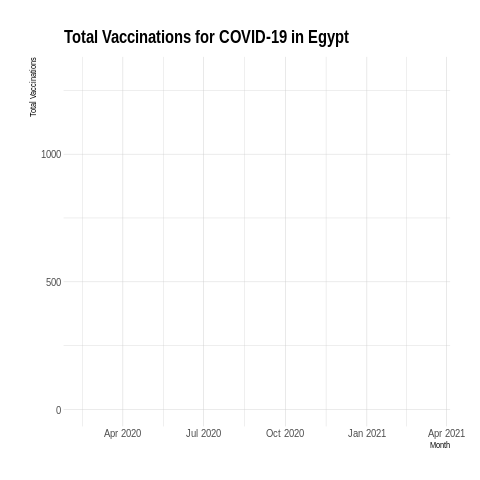 Total Vaccinations for COVID-19 in Egypt
Total Vaccinations
1000
500
0
Apr 2020
Jul 2020
Oct 2020
Jan 2021
Apr 2021
Month